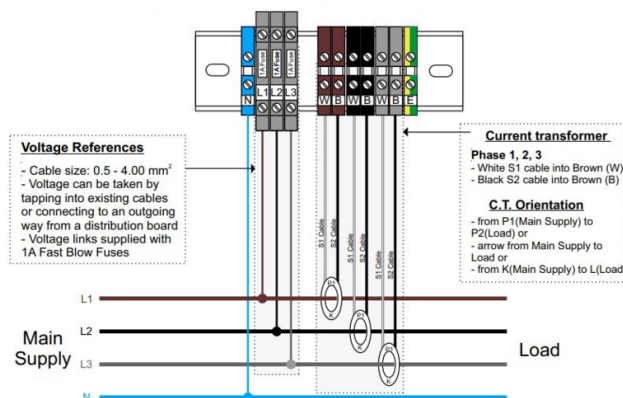 1A Fuse 1A Fuse 1A Fuse
N L1 L2 L3 W B W B W B E
Voltage References
- Cable size: 0.5 - 4.00 mm²
- Voltage can be taken by
tapping into existing cables
or connecting to an outgoing
way from a distribution board
- Voltage links supplied with
1A Fast Blow Fuses
S1 Cable
S2 Cable
S1 Cable
S2 Cable
S1 Cable
S2 Cable
Current transformer
Phase 1, 2, 3
- White S1 cable into Brown (W)
- Black S2 cable into Brown (B)
C.T. Orientation
- from P1(Main Supply) to
P2(Load) or
- arrow from Main Supply to
Load or
- from K(Main Supply) to L(Load
Main
Supply
L1
L2
L3
N
P1
K
P1
K
P1
K
Load